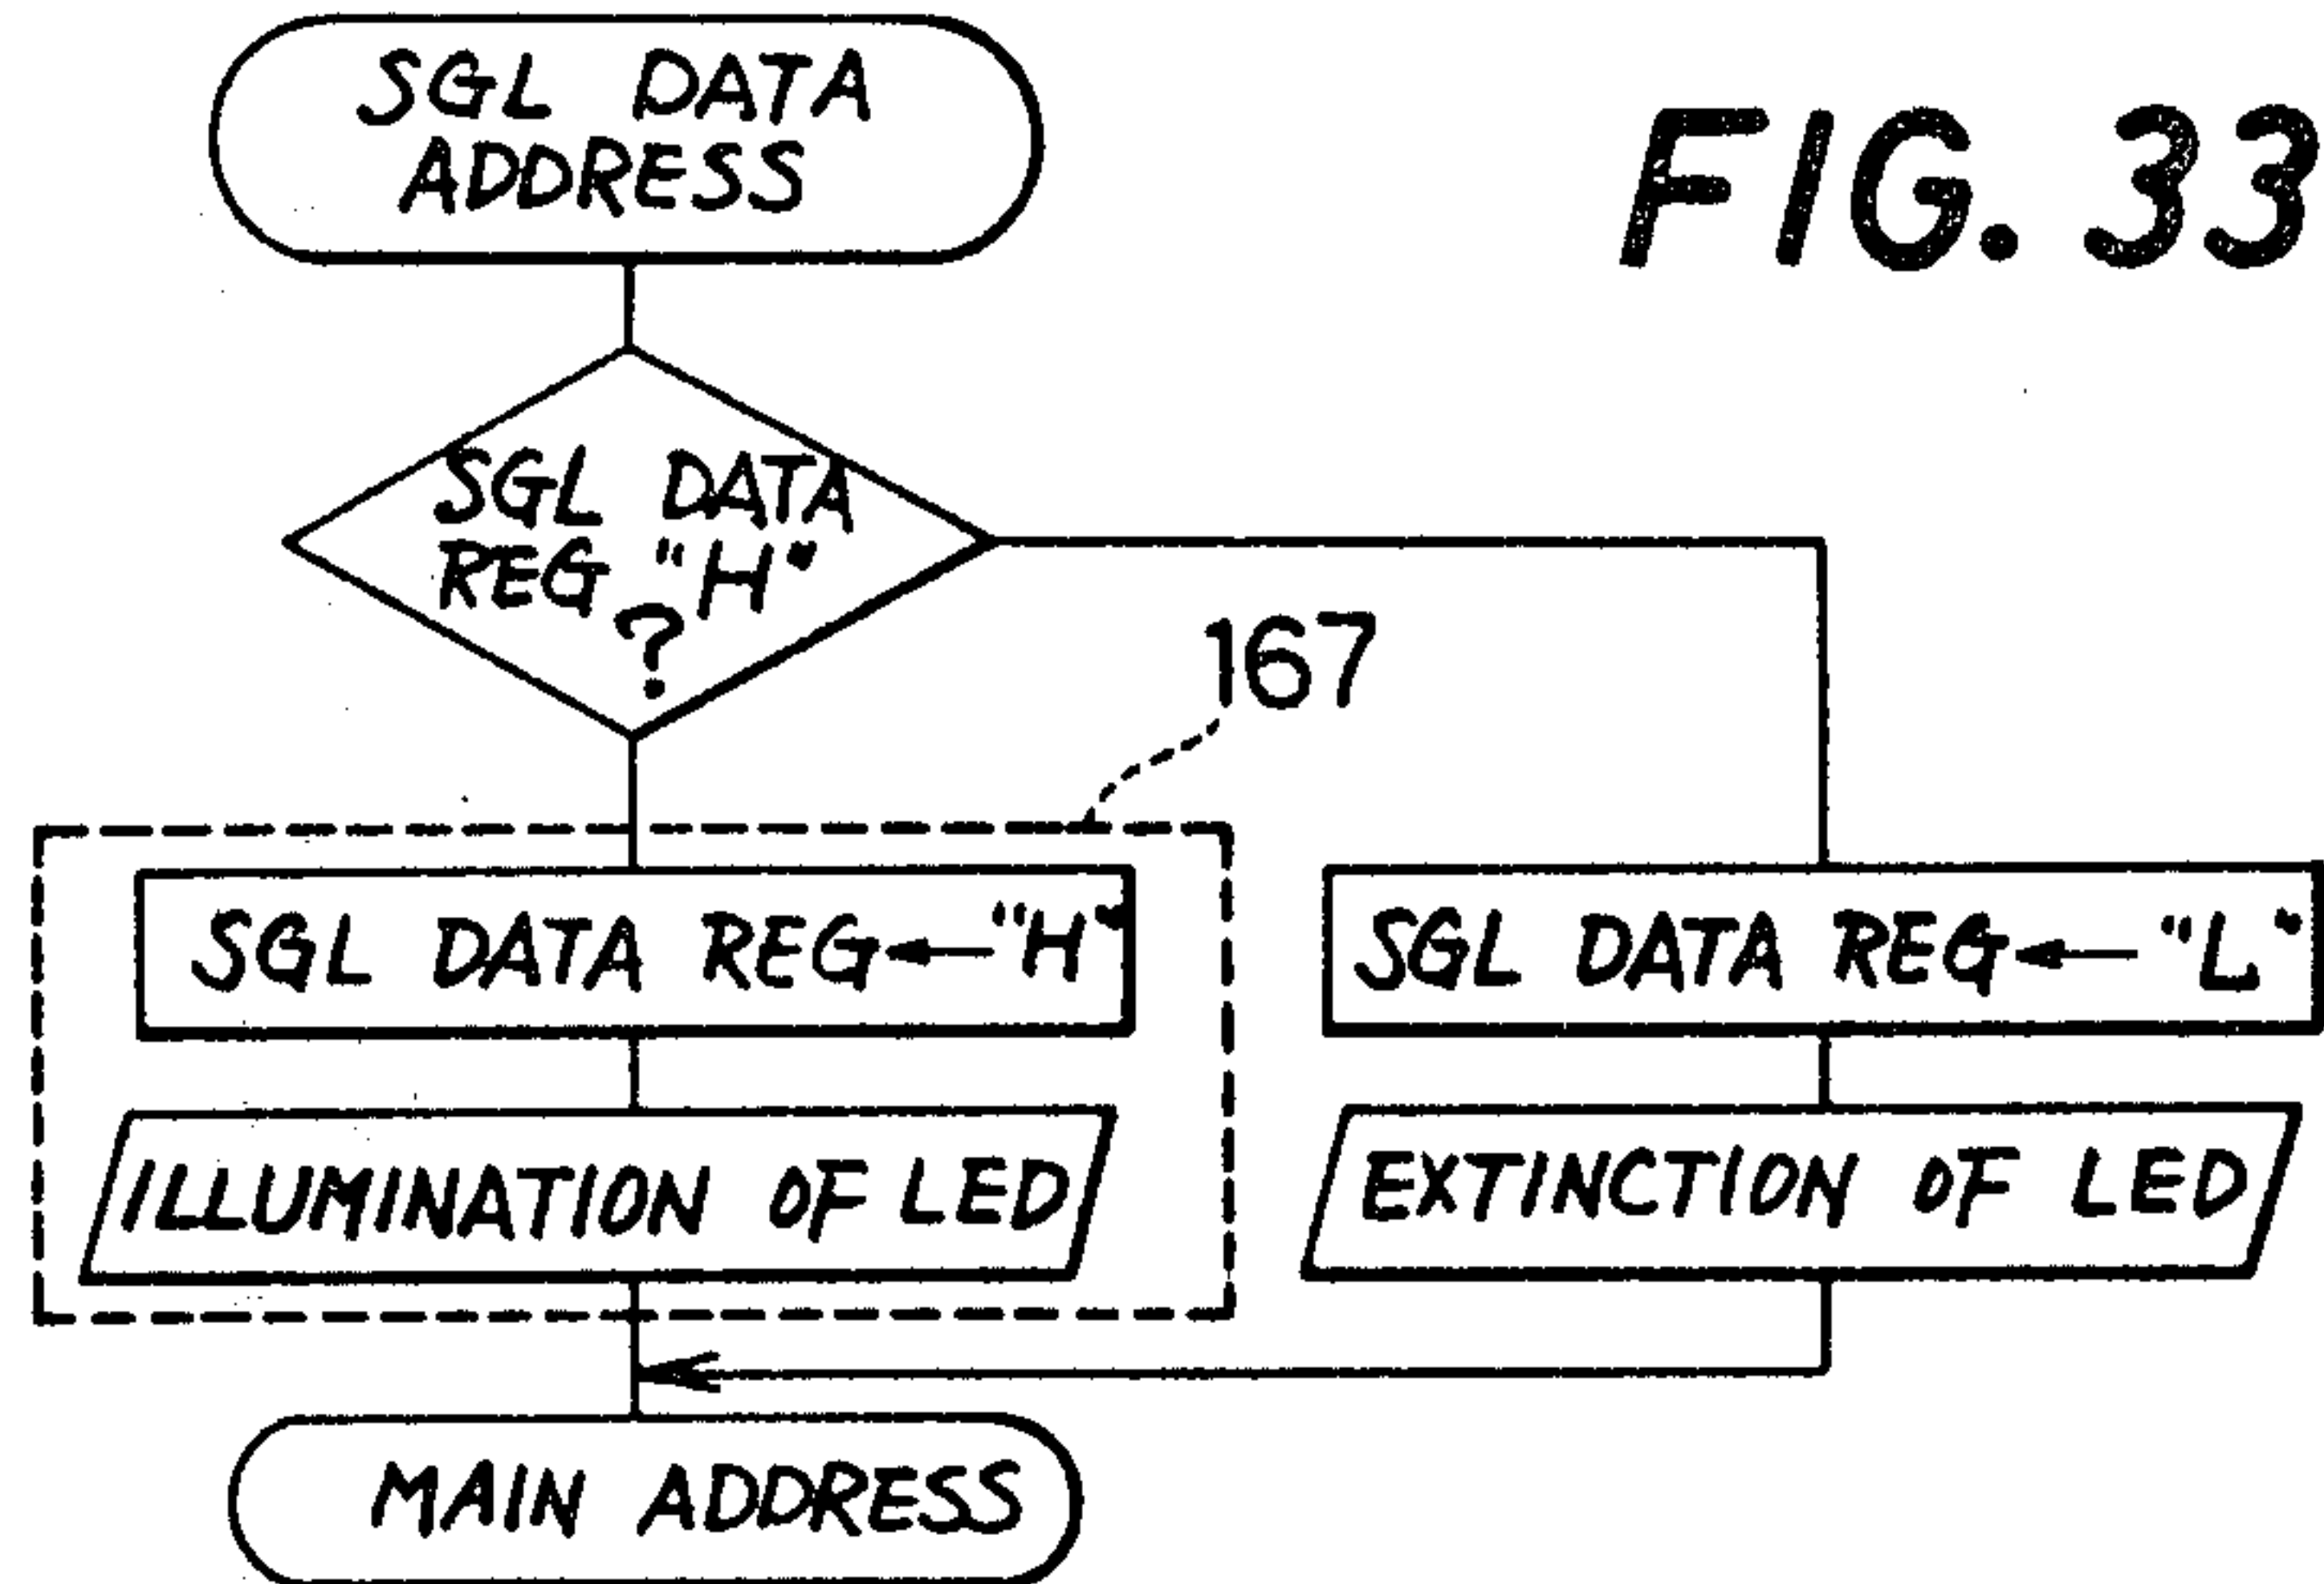 SGL DATA
ADDRESS
FIG. 33
SGL DATA
REG "H"
?
167
SGL DATA REG ← "H"
SGL DATA REG ← "L"
ILLUMINATION OF LED
EXTINCTION OF LED
MAIN ADDRESS